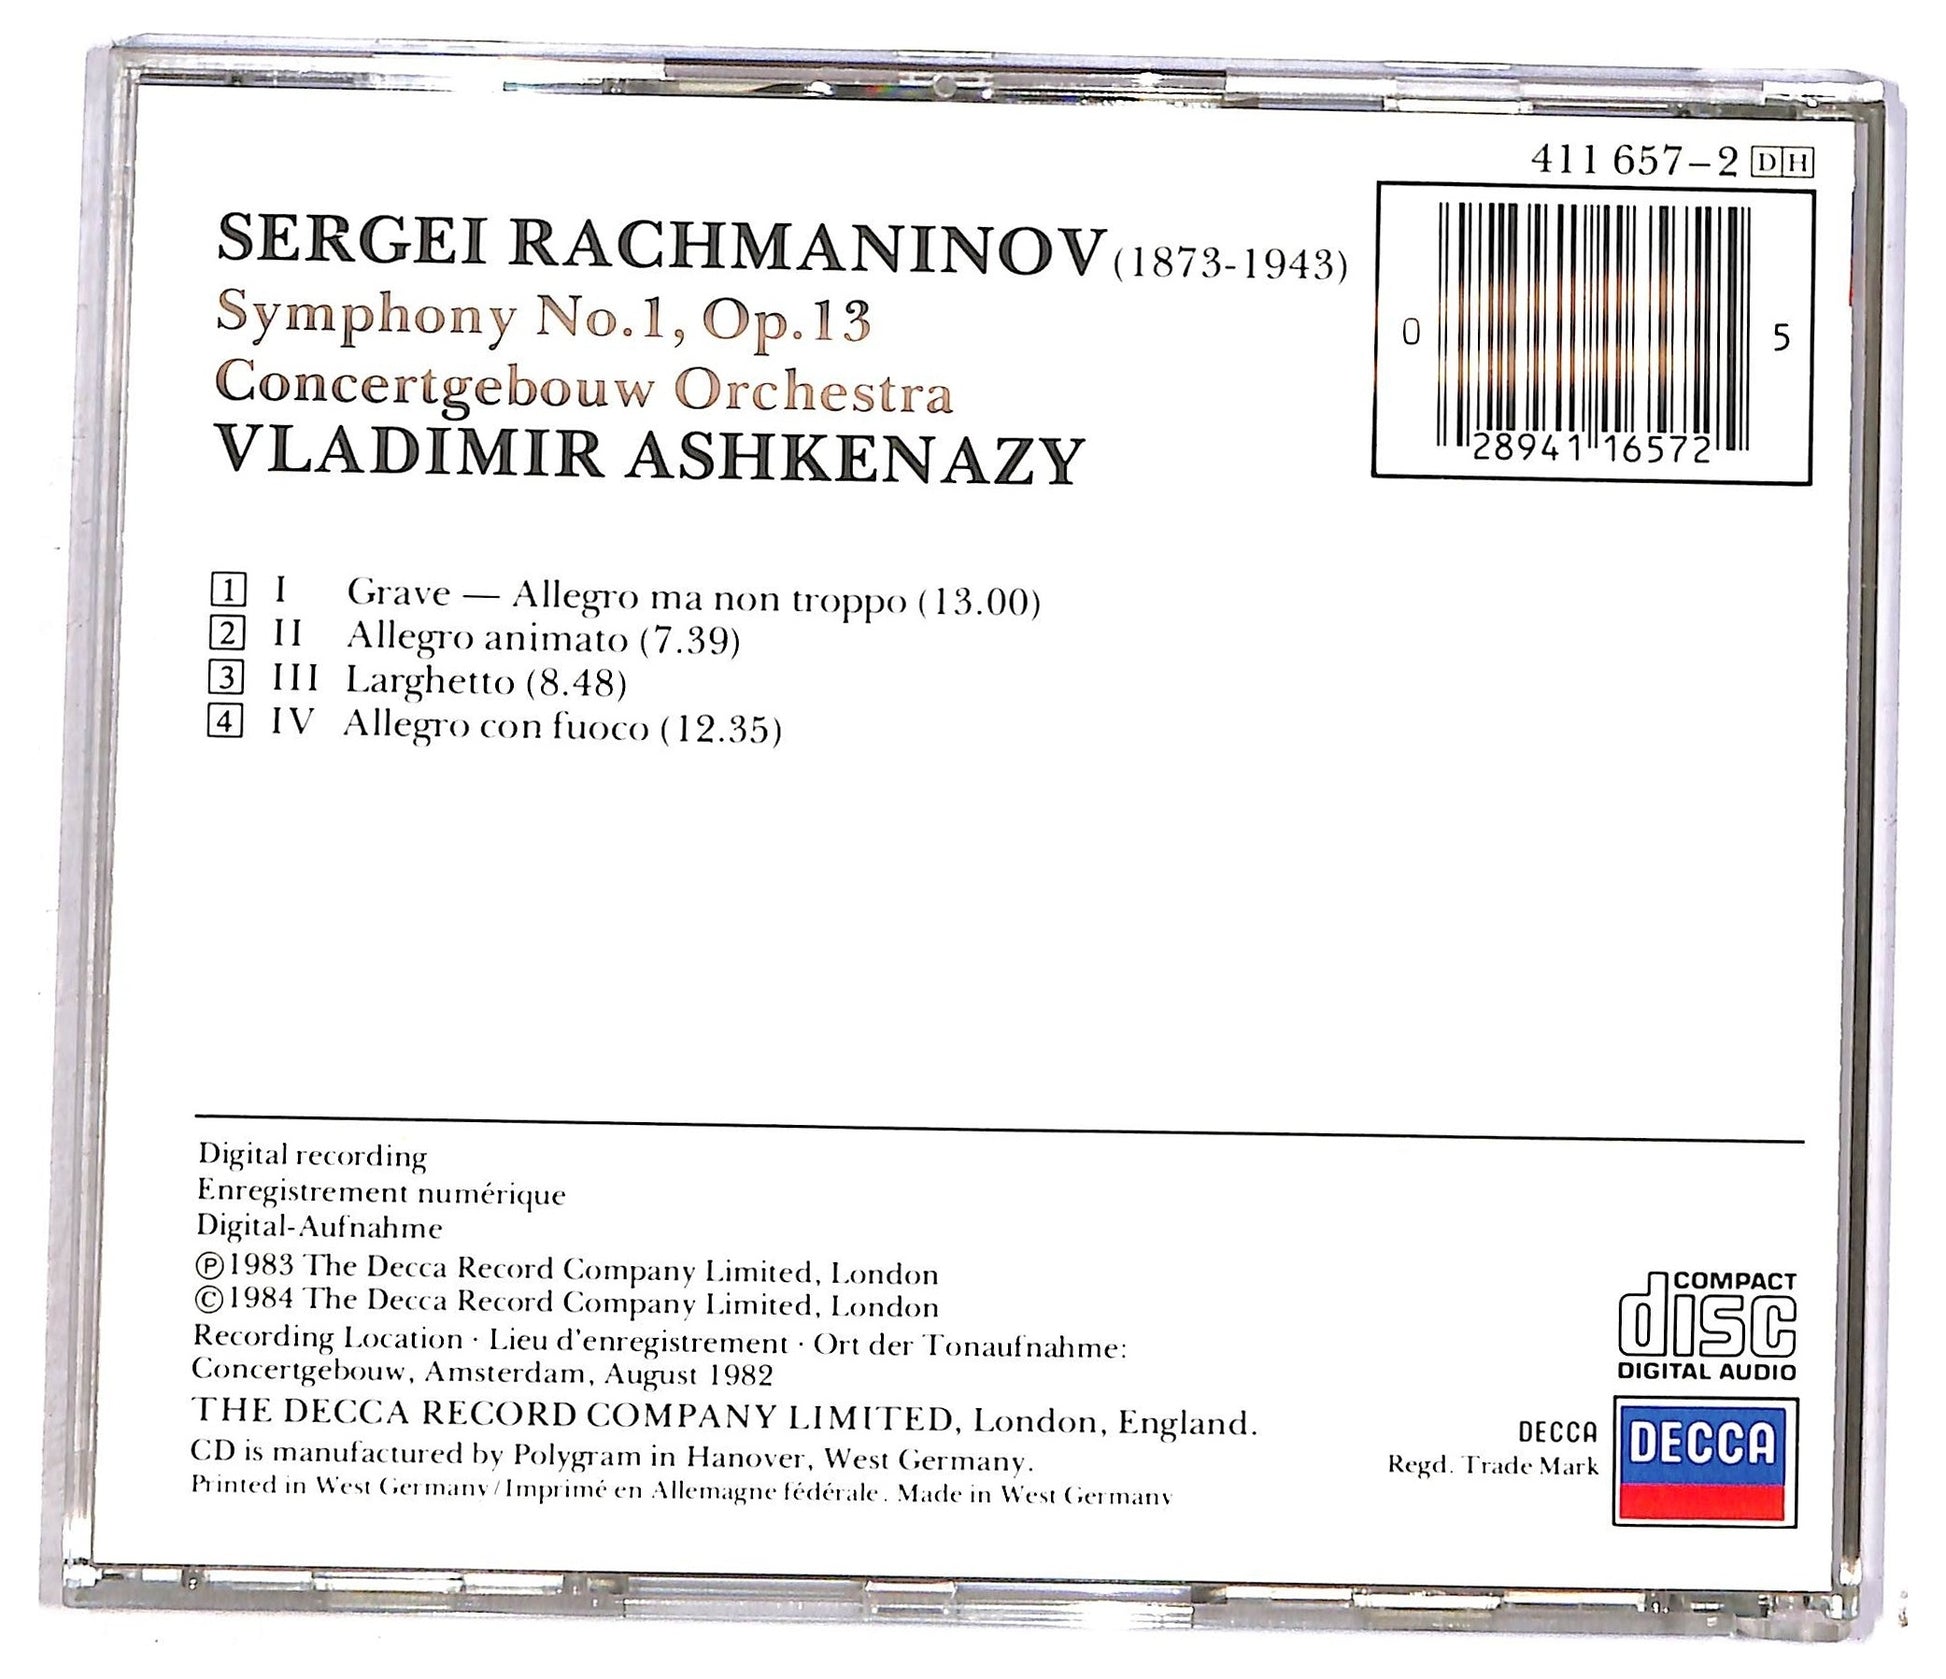 411 657-2 DH
SERGEI RACHMANINOV (1873-1943)
Symphony No.1, Op.13
Concertgebouw Orchestra
VLADIMIR ASHKENAZY
0 28941 16572 5
1 I Grave — Allegro ma non troppo (13.00)
2 II Allegro animato (7.39)
3 III Larghetto (8.48)
4 IV Allegro con fuoco (12.35)
Digital recording
Enregistrement numérique
Digital-Aufnahme
℗1983 The Decca Record Company Limited, London
©1984 The Decca Record Company Limited, London
Recording Location · Lieu d'enregistrement · Ort der Tonaufnahme:
Concertgebouw, Amsterdam, August 1982
THE DECCA RECORD COMPANY LIMITED, London, England.
CD is manufactured by Polygram in Hanover, West Germany.
Printed in West Germany/Imprimé en Allemagne fédérale. Made in West Germany
COMPACT
disc
DIGITAL AUDIO
DECCA
Regd. Trade Mark
DECCA